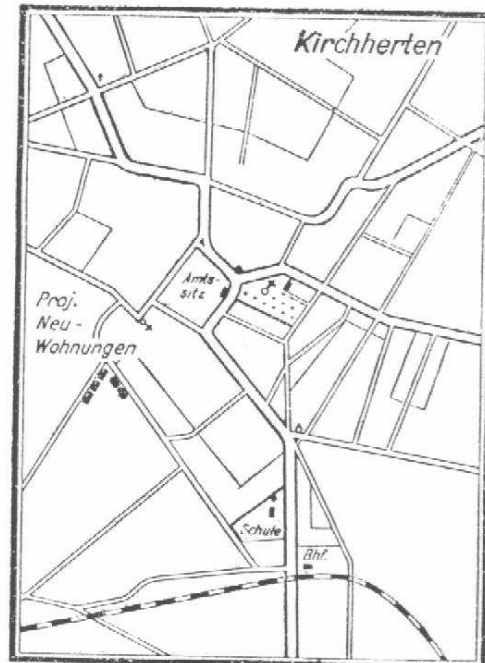 Kirchherten
Amts-
sitz
Proj.
Neu-
Wohnungen
Schule
Bhf.